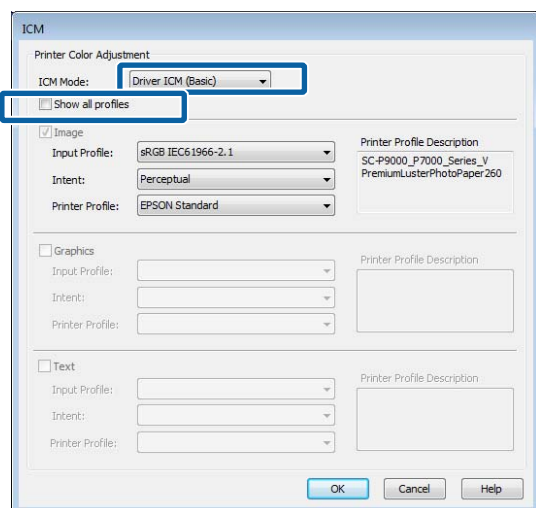 ICM
Printer Color Adjustment
ICM Mode: Driver ICM (Basic)
Show all profiles
Image
Input Profile: sRGB IEC61966-2.1
Intent: Perceptual
Printer Profile: EPSON Standard
Printer Profile Description
SC-P9000_P7000_Series_V
PremiumLusterPhotoPaper260
Graphics
Input Profile:
Intent:
Printer Profile:
Printer Profile Description
Text
Input Profile:
Intent:
Printer Profile:
Printer Profile Description
OK Cancel Help